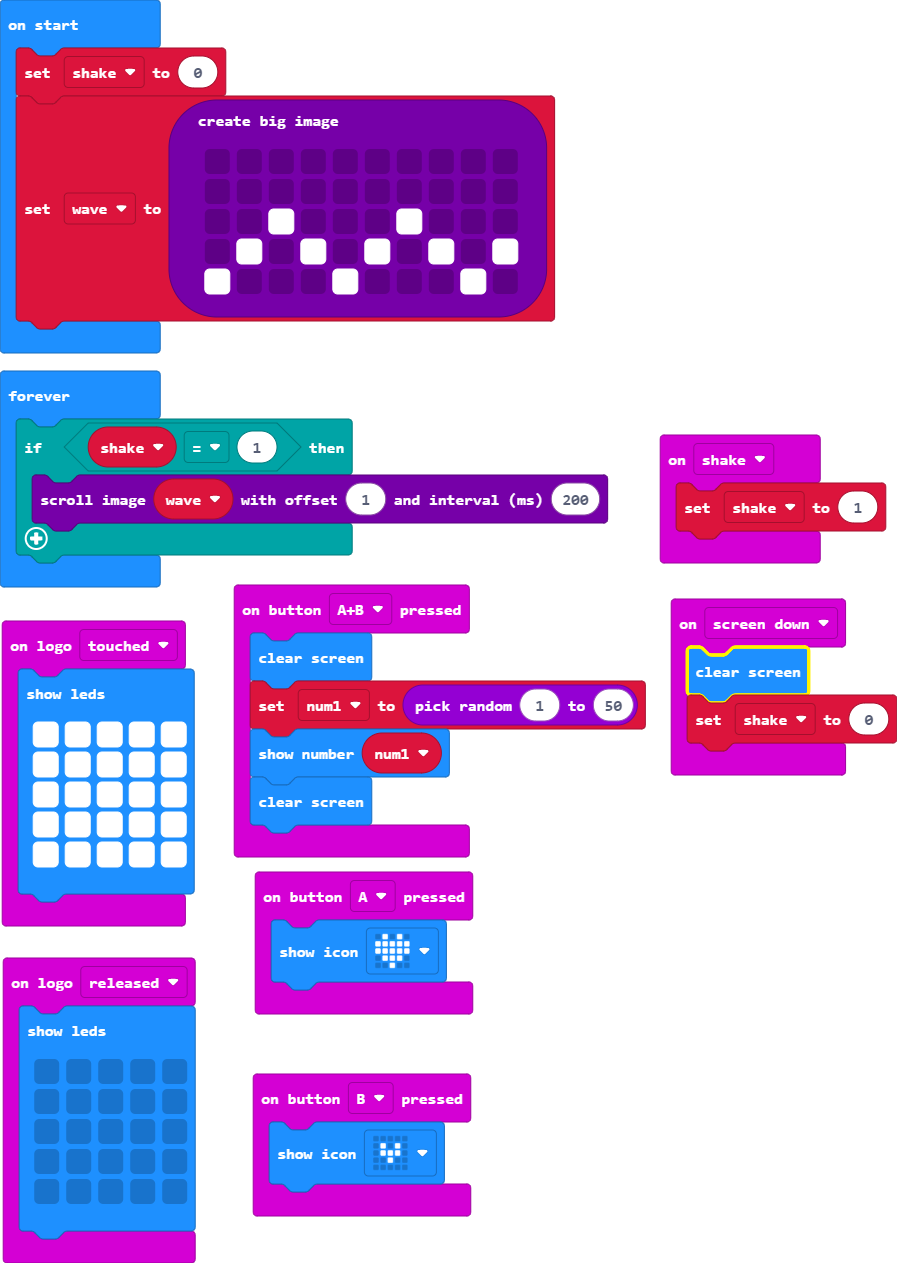 on start
set shake to 0
create big image
set wave to
forever
if shake = 1 then
scroll image wave with offset 1 and interval (ms) 200
on shake
set shake to 1
on logo touched
show leds
on button A+B pressed
clear screen
set num1 to pick random 1 to 50
show number num1
clear screen
on screen down
clear screen
set shake to 0
on button A pressed
show icon
on logo released
show leds
on button B pressed
show icon